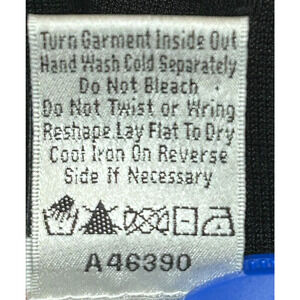 Turn Garment Inside Out
Hand Wash Cold Separately
Do Not Bleach
Do Not Twist or Wring
Reshape Lay Flat To Dry
Cool Iron On Reverse
Side If Necessary
A46390